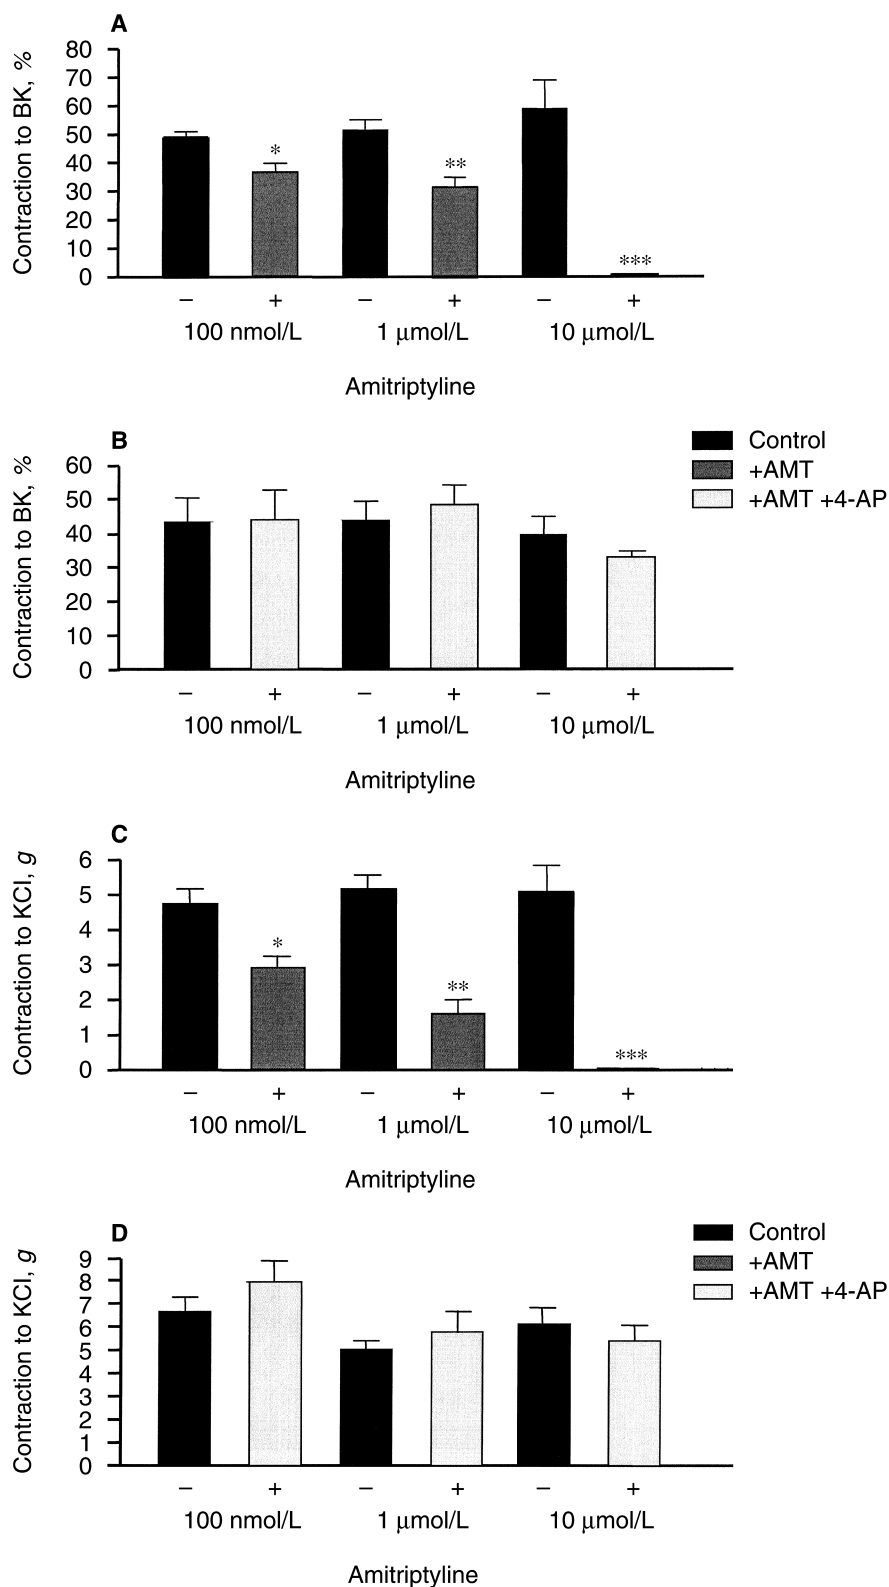 A
Contraction to BK, %
80
70
60
50
40
30
20
10
0
*
**
***
– + – + – +
100 nmol/L 1 μmol/L 10 μmol/L
Amitriptyline
B
Contraction to BK, %
60
50
40
30
20
10
0
Control
+AMT
+AMT +4-AP
– + – + – +
100 nmol/L 1 μmol/L 10 μmol/L
Amitriptyline
C
Contraction to KCl, g
6
5
4
3
2
1
0
*
**
***
– + – + – +
100 nmol/L 1 μmol/L 10 μmol/L
Amitriptyline
D
Contraction to KCl, g
9
8
7
6
5
4
3
2
1
0
Control
+AMT
+AMT +4-AP
– + – + – +
100 nmol/L 1 μmol/L 10 μmol/L
Amitriptyline